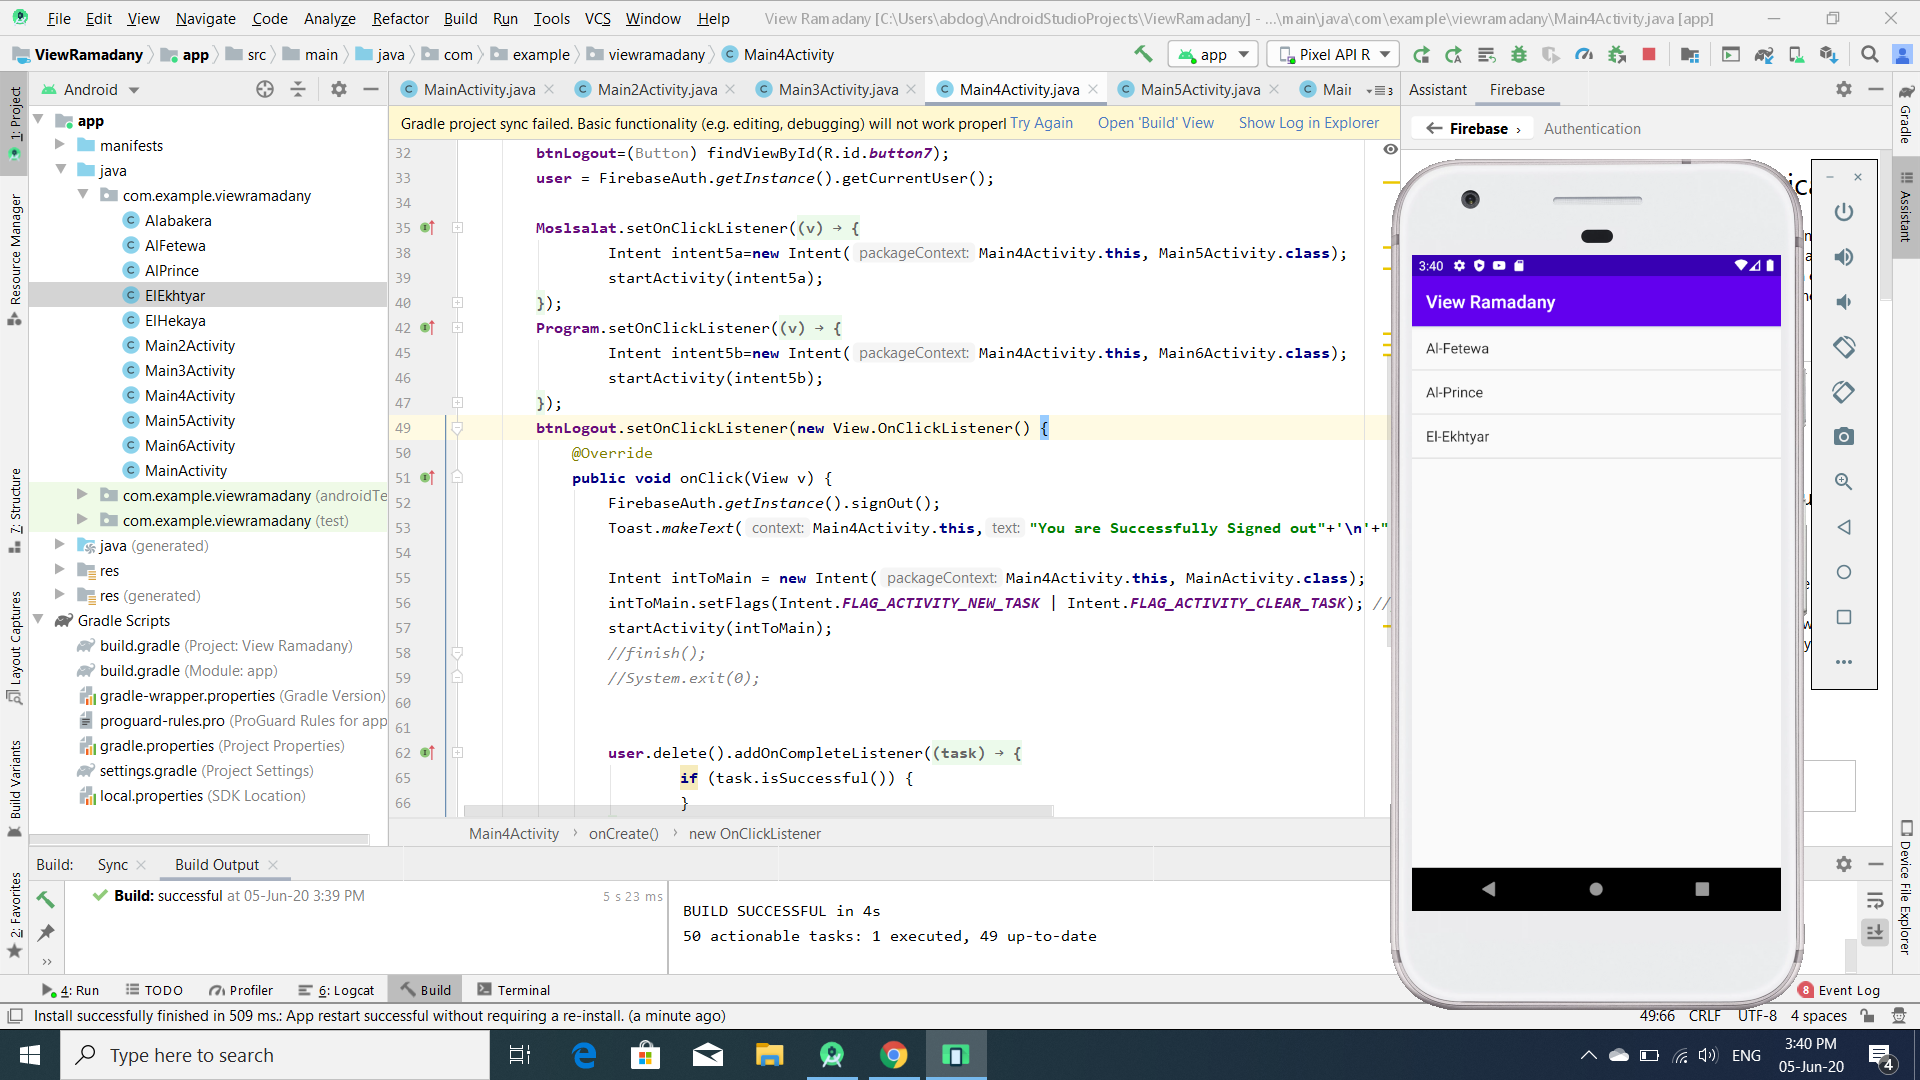 File Edit View Navigate Code Analyze Refactor Build Run Tools VCS Window Help View Ramadany [C:\Users\abdog\AndroidStudioProjects\ViewRamadany] - ...\main\java\com\example\viewramadany\Main4Activity.java [app]
ViewRamadany app src main java com example viewramadany Main4Activity app Pixel API R
Android MainActivity.java Main2Activity.java Main3Activity.java Main4Activity.java Main5Activity.java Mair 3 Assistant Firebase
Gradle project sync failed. Basic functionality (e.g. editing, debugging) will not work properl Try Again Open 'Build' View Show Log in Explorer
Firebase › Authentication
1: Project
Resource Manager
7: Structure
Layout Captures
Build Variants
2: Favorites
app
manifests
java
com.example.viewramadany
Alabakera
AlFetewa
AlPrince
ElEkhtyar
ElHekaya
Main2Activity
Main3Activity
Main4Activity
Main5Activity
Main6Activity
MainActivity
com.example.viewramadany (androidTe
com.example.viewramadany (test)
java (generated)
res
res (generated)
Gradle Scripts
build.gradle (Project: View Ramadany)
build.gradle (Module: app)
gradle-wrapper.properties (Gradle Version)
proguard-rules.pro (ProGuard Rules for app
gradle.properties (Project Properties)
settings.gradle (Project Settings)
local.properties (SDK Location)
32 btnLogout=(Button) findViewById(R.id.button7);
33 user = FirebaseAuth.getInstance().getCurrentUser();
34
35 Moslsalat.setOnClickListener((v) → {
38 Intent intent5a=new Intent( packageContext: Main4Activity.this, Main5Activity.class);
39 startActivity(intent5a);
40 });
42 Program.setOnClickListener((v) → {
45 Intent intent5b=new Intent( packageContext: Main4Activity.this, Main6Activity.class);
46 startActivity(intent5b);
47 });
49 btnLogout.setOnClickListener(new View.OnClickListener() {
50 @Override
51 public void onClick(View v) {
52 FirebaseAuth.getInstance().signOut();
53 Toast.makeText( context: Main4Activity.this, text: "You are Successfully Signed out"+'\n'+"
54
55 Intent intToMain = new Intent( packageContext: Main4Activity.this, MainActivity.class);
56 intToMain.setFlags(Intent.FLAG_ACTIVITY_NEW_TASK | Intent.FLAG_ACTIVITY_CLEAR_TASK); //
57 startActivity(intToMain);
58 //finish();
59 //System.exit(0);
60
61
62 user.delete().addOnCompleteListener((task) → {
65 if (task.isSuccessful()) {
66 }
Main4Activity › onCreate() › new OnClickListener
3:40
View Ramadany
Al-Fetewa
Al-Prince
El-Ekhtyar
Gradle
Assistant
Device File Explorer
Build: Sync Build Output
Build: successful at 05-Jun-20 3:39 PM 5 s 23 ms
BUILD SUCCESSFUL in 4s
50 actionable tasks: 1 executed, 49 up-to-date
4: Run TODO Profiler 6: Logcat Build Terminal 8 Event Log
Install successfully finished in 509 ms.: App restart successful without requiring a re-install. (a minute ago) 49:66 CRLF UTF-8 4 spaces
Type here to search ENG 3:40 PM
05-Jun-20 4